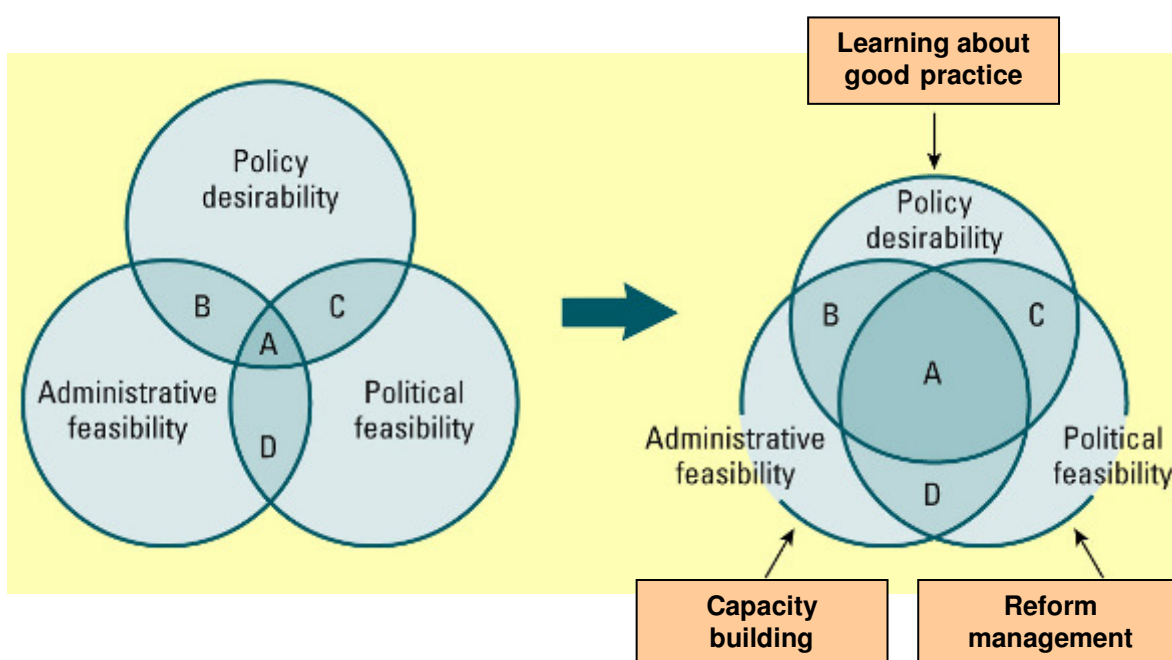 Learning about
good practice
Policy
desirability
B
C
A
Administrative
feasibility
Political
feasibility
D
Policy
desirability
B
C
A
Administrative
feasibility
Political
feasibility
D
Capacity
building
Reform
management